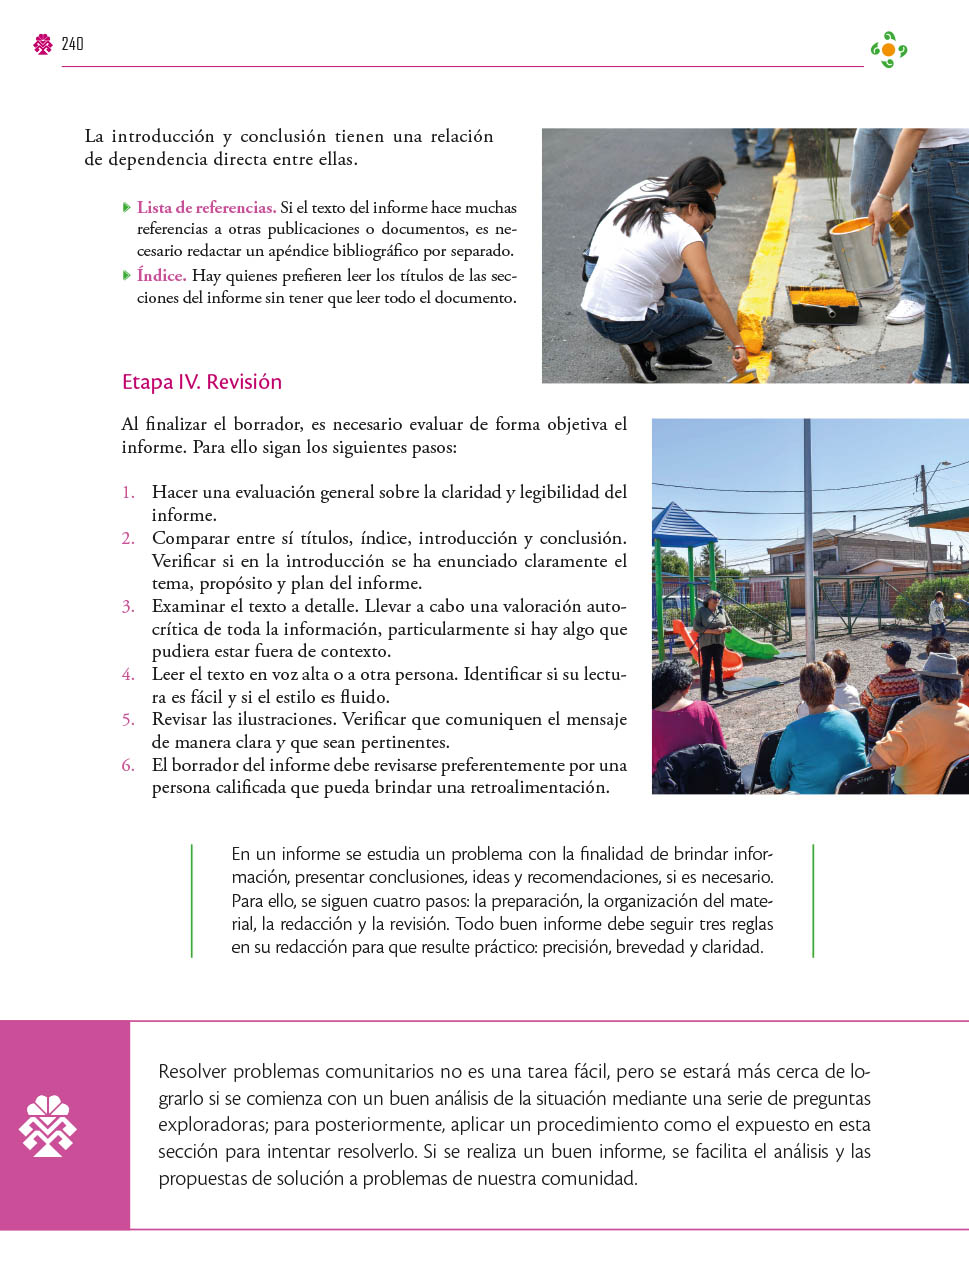 240
La introducción y conclusión tienen una relación
de dependencia directa entre ellas.
Lista de referencias. Si el texto del informe hace muchas
referencias a otras publicaciones o documentos, es ne-
cesario redactar un apéndice bibliográfico por separado.
Índice. Hay quienes prefieren leer los títulos de las sec-
ciones del informe sin tener que leer todo el documento.
Etapa IV. Revisión
Al finalizar el borrador, es necesario evaluar de forma objetiva el
informe. Para ello sigan los siguientes pasos:
1. Hacer una evaluación general sobre la claridad y legibilidad del
informe.
2. Comparar entre sí títulos, índice, introducción y conclusión.
Verificar si en la introducción se ha enunciado claramente el
tema, propósito y plan del informe.
3. Examinar el texto a detalle. Llevar a cabo una valoración auto-
crítica de toda la información, particularmente si hay algo que
pudiera estar fuera de contexto.
4. Leer el texto en voz alta o a otra persona. Identificar si su lectu-
ra es fácil y si el estilo es fluido.
5. Revisar las ilustraciones. Verificar que comuniquen el mensaje
de manera clara y que sean pertinentes.
6. El borrador del informe debe revisarse preferentemente por una
persona calificada que pueda brindar una retroalimentación.
En un informe se estudia un problema con la finalidad de brindar infor-
mación, presentar conclusiones, ideas y recomendaciones, si es necesario.
Para ello, se siguen cuatro pasos: la preparación, la organización del mate-
rial, la redacción y la revisión. Todo buen informe debe seguir tres reglas
en su redacción para que resulte práctico: precisión, brevedad y claridad.
Resolver problemas comunitarios no es una tarea fácil, pero se estará más cerca de lo-
grarlo si se comienza con un buen análisis de la situación mediante una serie de preguntas
exploradoras; para posteriormente, aplicar un procedimiento como el expuesto en esta
sección para intentar resolverlo. Si se realiza un buen informe, se facilita el análisis y las
propuestas de solución a problemas de nuestra comunidad.